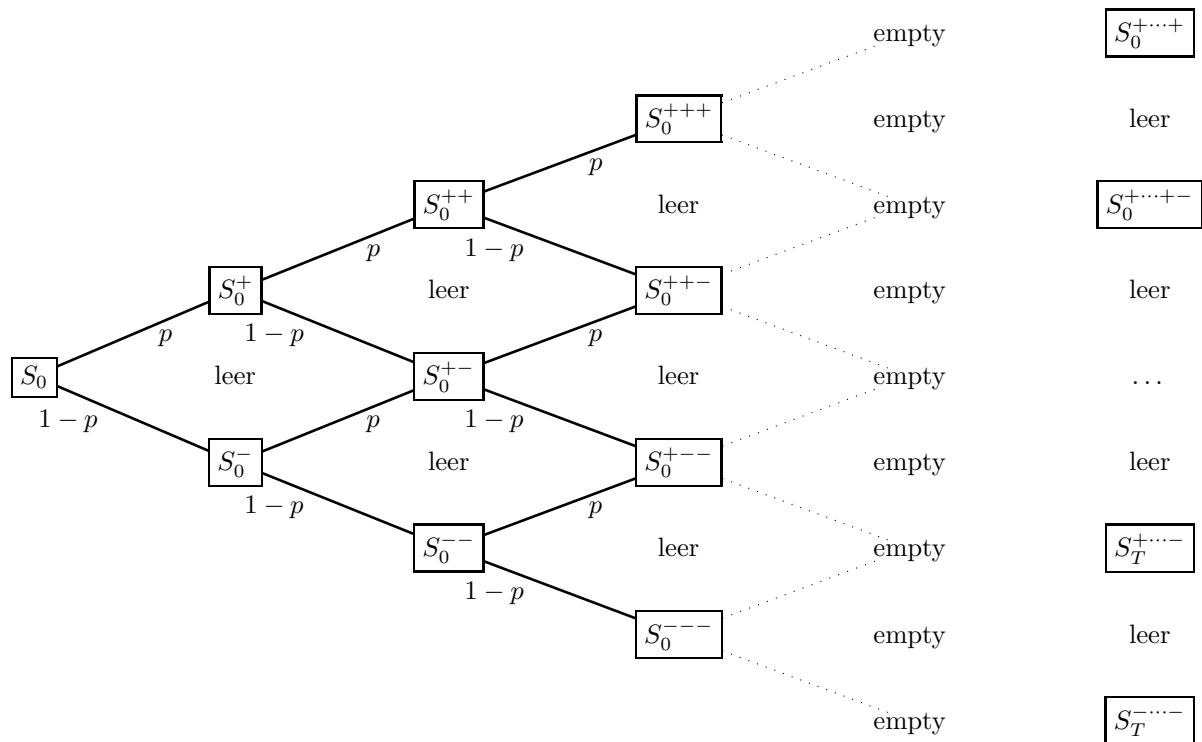 empty $S_0^{+\cdots+}$
$S_0^{+++}$ empty leer
$p$
$S_0^{++}$ leer empty $S_0^{+\cdots+-}$
$p$ $1-p$
$S_0^{+}$ leer $S_0^{++-}$ empty leer
$p$ $1-p$ $p$
$S_0$ leer $S_0^{+-}$ leer empty $\ldots$
$1-p$ $p$ $1-p$
$S_0^{-}$ leer $S_0^{+--}$ empty leer
$1-p$ $p$
$S_0^{--}$ leer empty $S_T^{+\cdots-}$
$1-p$
$S_0^{---}$ empty leer
empty $S_T^{-\cdots-}$